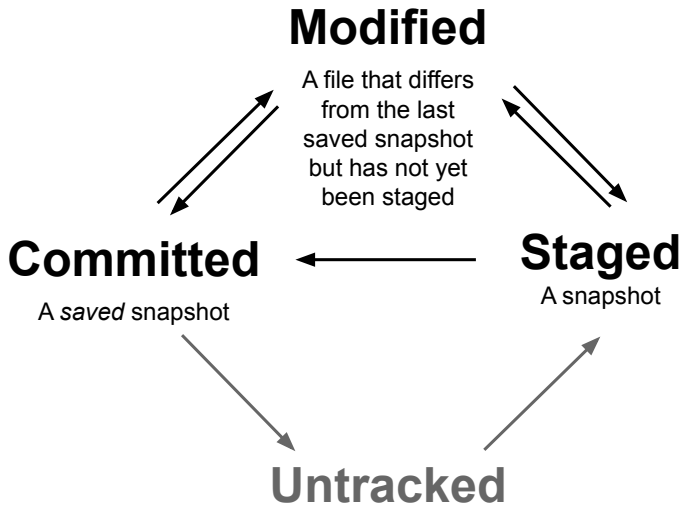 Modified
A file that differs
from the last
saved snapshot
but has not yet
been staged
Committed
A saved snapshot
Staged
A snapshot
Untracked